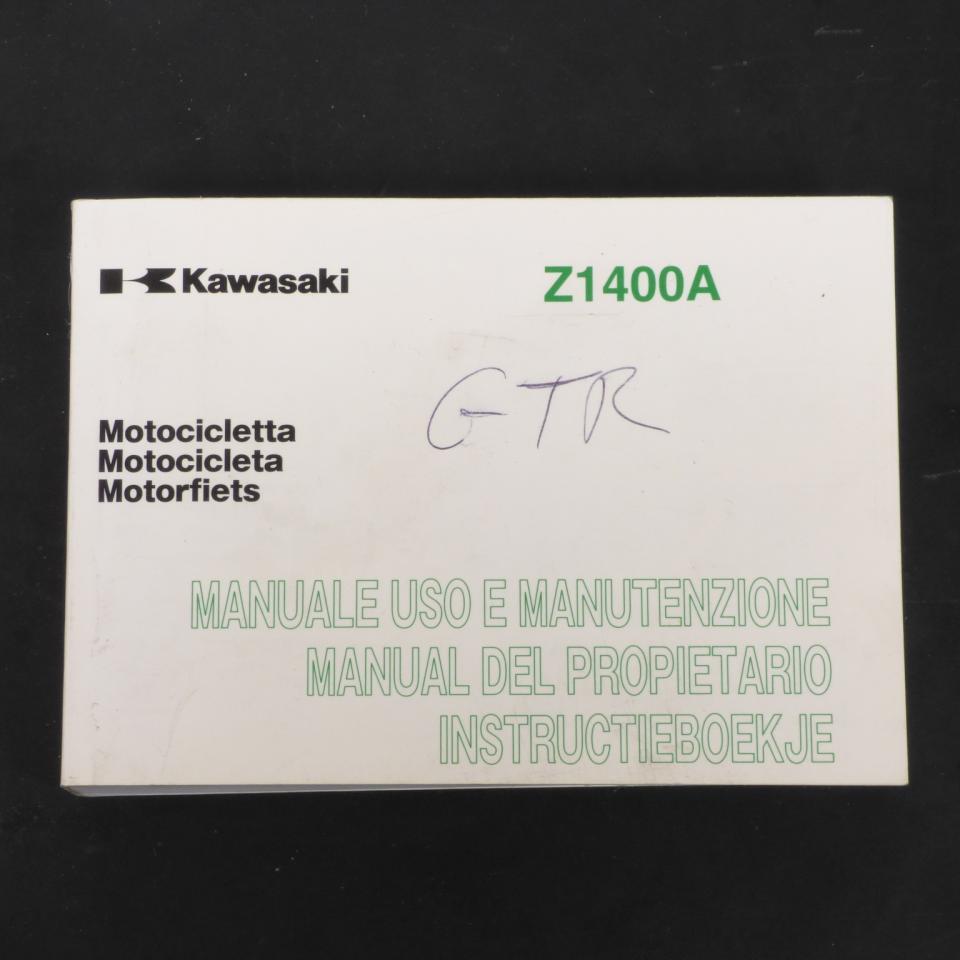 Kawasaki
Z1400A
GTR
Motocicletta
Motocicleta
Motorfiets
MANUALE USO E MANUTENZIONE
MANUAL DEL PROPIETARIO
INSTRUCTIEBOEKJE